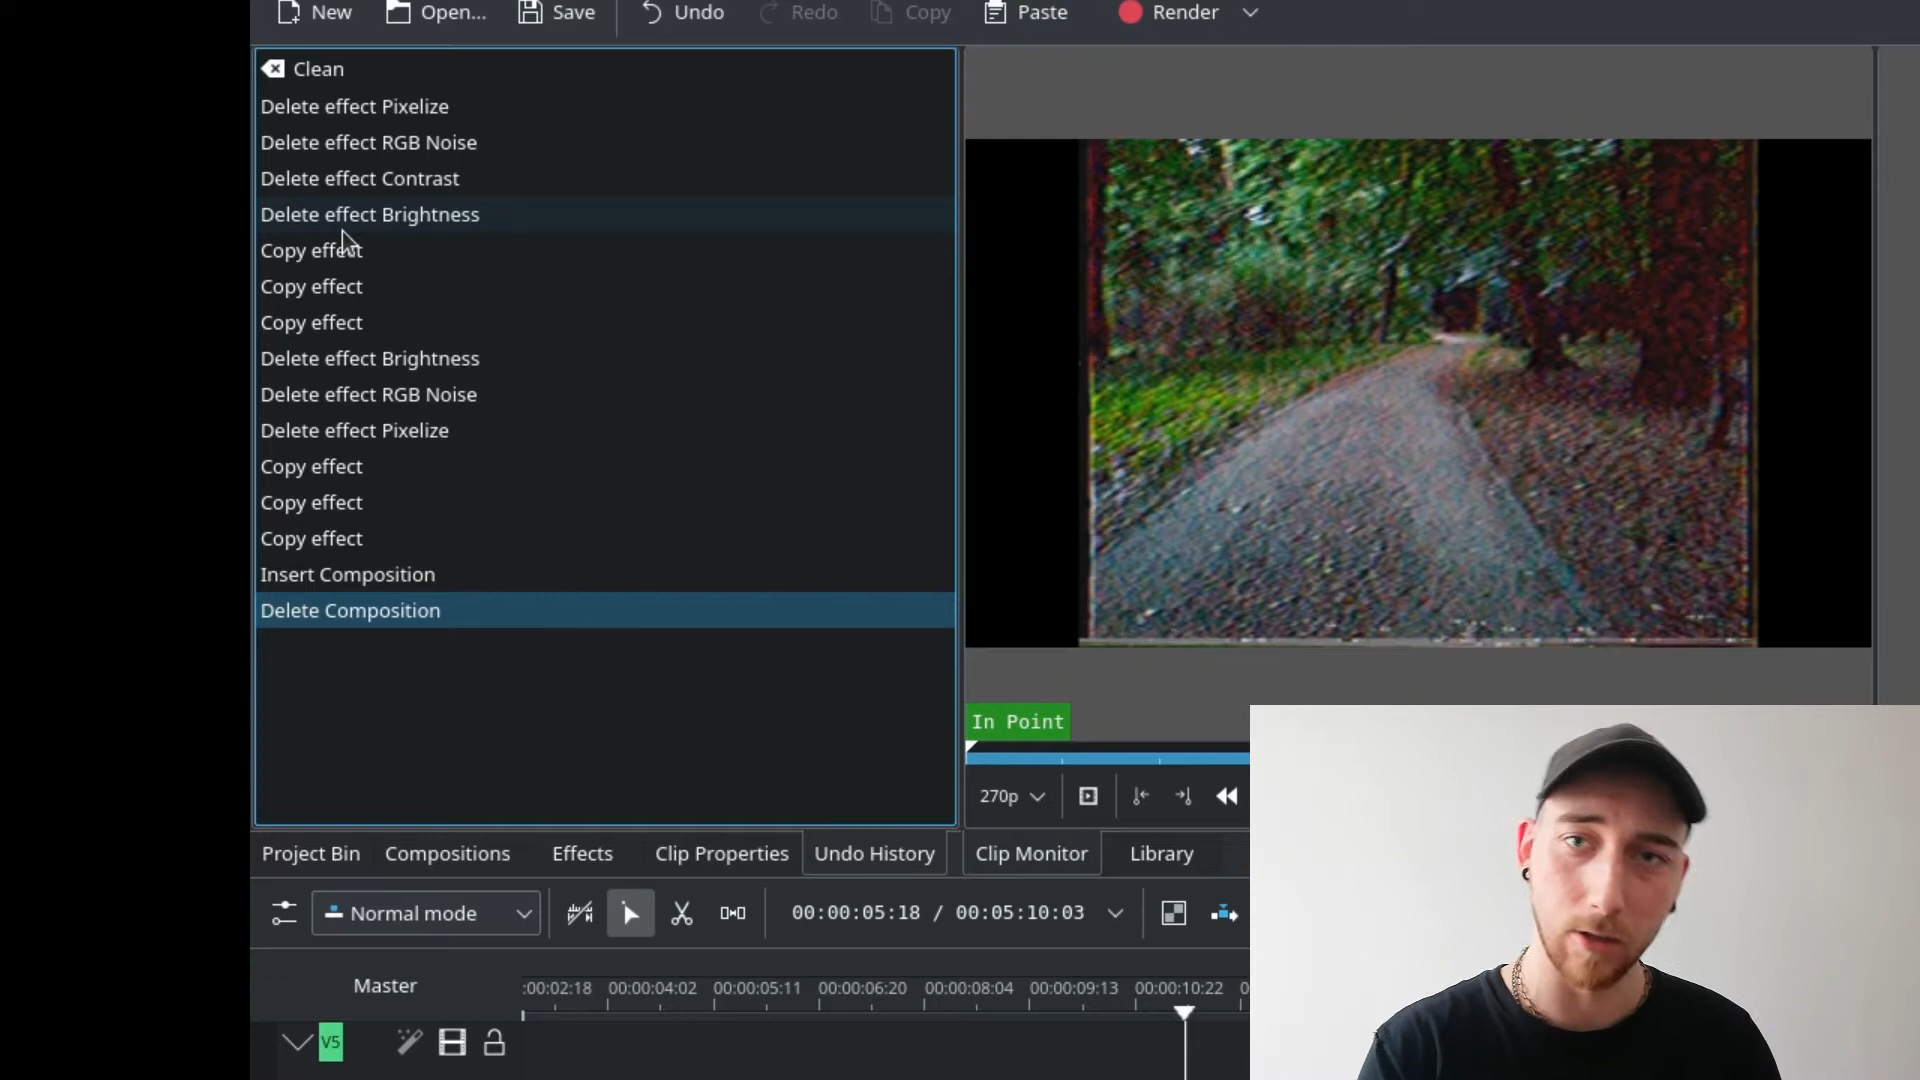 New Open... Save Undo Redo Copy Paste Render
Clean
Delete effect Pixelize
Delete effect RGB Noise
Delete effect Contrast
Delete effect Brightness
Copy effect
Copy effect
Copy effect
Delete effect Brightness
Delete effect RGB Noise
Delete effect Pixelize
Copy effect
Copy effect
Copy effect
Insert Composition
Delete Composition
In Point
270p
Project Bin Compositions Effects Clip Properties Undo History Clip Monitor Library
Normal mode 00:00:05:18 / 00:05:10:03
Master :00:02:18 00:00:04:02 00:00:05:11 00:00:06:20 00:00:08:04 00:00:09:13 00:00:10:22 0
V5